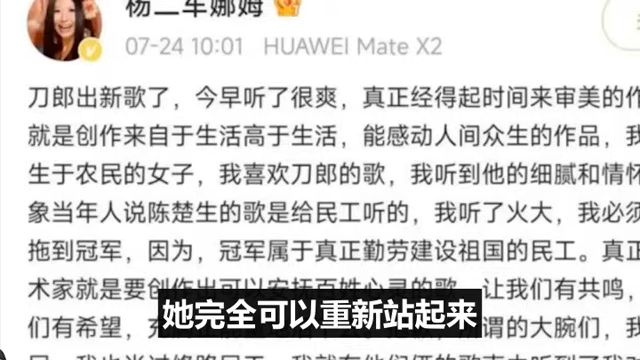 杨二车娜姆
07-24 10:01 HUAWEI Mate X2
刀郎出新歌了，今早听了很爽，真正经得起时间来审美的作
就是创作来自于生活高于生活，能感动人间众生的作品，我
生于农民的女子，我喜欢刀郎的歌，我听到他的细腻和情怀
象当年人说陈楚生的歌是给民工听的，我听了火大，我必须
拖到冠军，因为，冠军属于真正勤劳建设祖国的民工。真正
术家就是要创作出可以安抚百姓心灵的歌，让我们有共鸣，
们有希望，
谓的大腕们，
她完全可以重新站起来